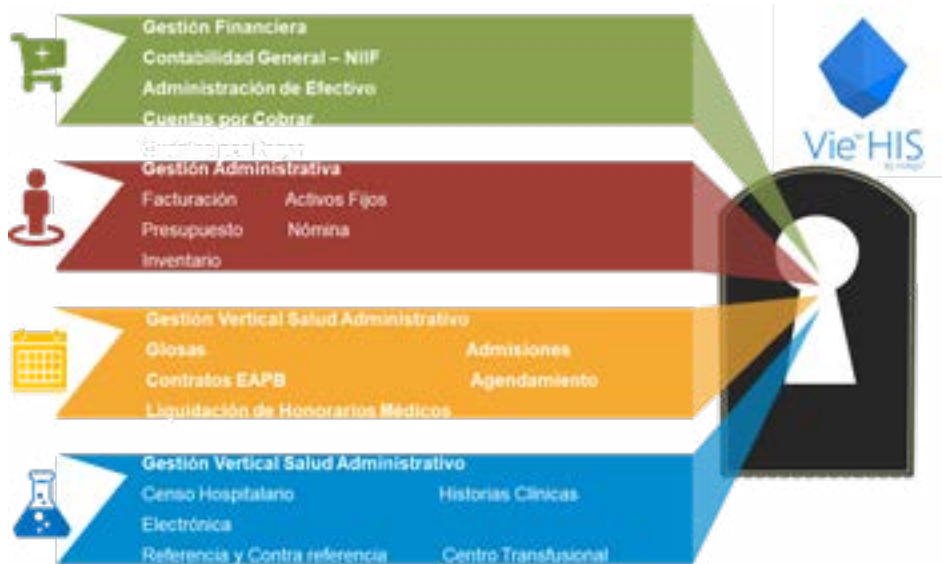 Gestión Financiera
Contabilidad General – NIIF
Administración de Efectivo
Cuentas por Cobrar
Gestión Administrativa
Facturación Activos Fijos
Presupuesto Nómina
Inventario
Gestión Vertical Salud Administrativo
Glosas Admisiones
Contratos EAPB Agendamiento
Liquidación de Honorarios Médicos
Gestión Vertical Salud Administrativo
Censo Hospitalario Historias Clínicas
Electrónica
Referencia y Contra referencia Centro Transfusional
Vie HIS